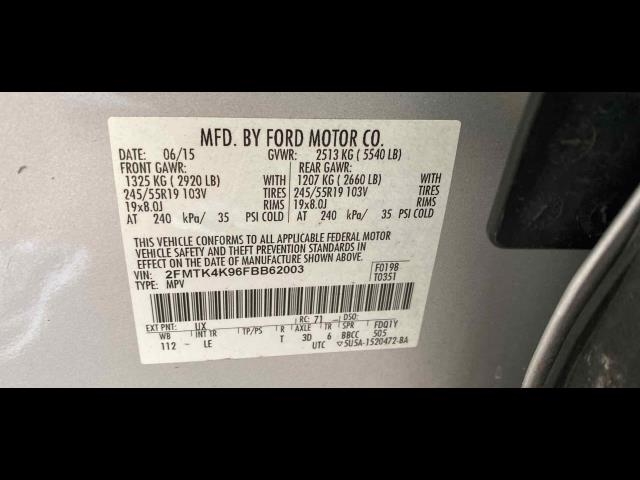 MFD. BY FORD MOTOR CO.
DATE: 06/15 GVWR: 2513 KG ( 5540 LB)
FRONT GAWR: REAR GAWR:
1325 KG ( 2920 LB) 1207 KG ( 2660 LB)
245/55R19 103V TIRES 245/55R19 103V TIRES
19x8.0J RIMS 19x8.0J RIMS
AT 240 kPa/ 35 PSI COLD AT 240 kPa/ 35 PSI COLD
THIS VEHICLE CONFORMS TO ALL APPLICABLE FEDERAL MOTOR
VEHICLE SAFETY AND THEFT PREVENTION STANDARDS IN
EFFECT ON THE DATE OF MANUFACTURE SHOWN ABOVE.
VIN: 2FMTK4K96FBB62003 F0198
TYPE: MPV T0351
EXT PNT: UX RC: 71 DSO:
WB INT TR TP/PS R AXLE TR SPR FDQTY
112 - LE T 3D 6 BBCC 505
UTC ▽5U5A-1520472-BA